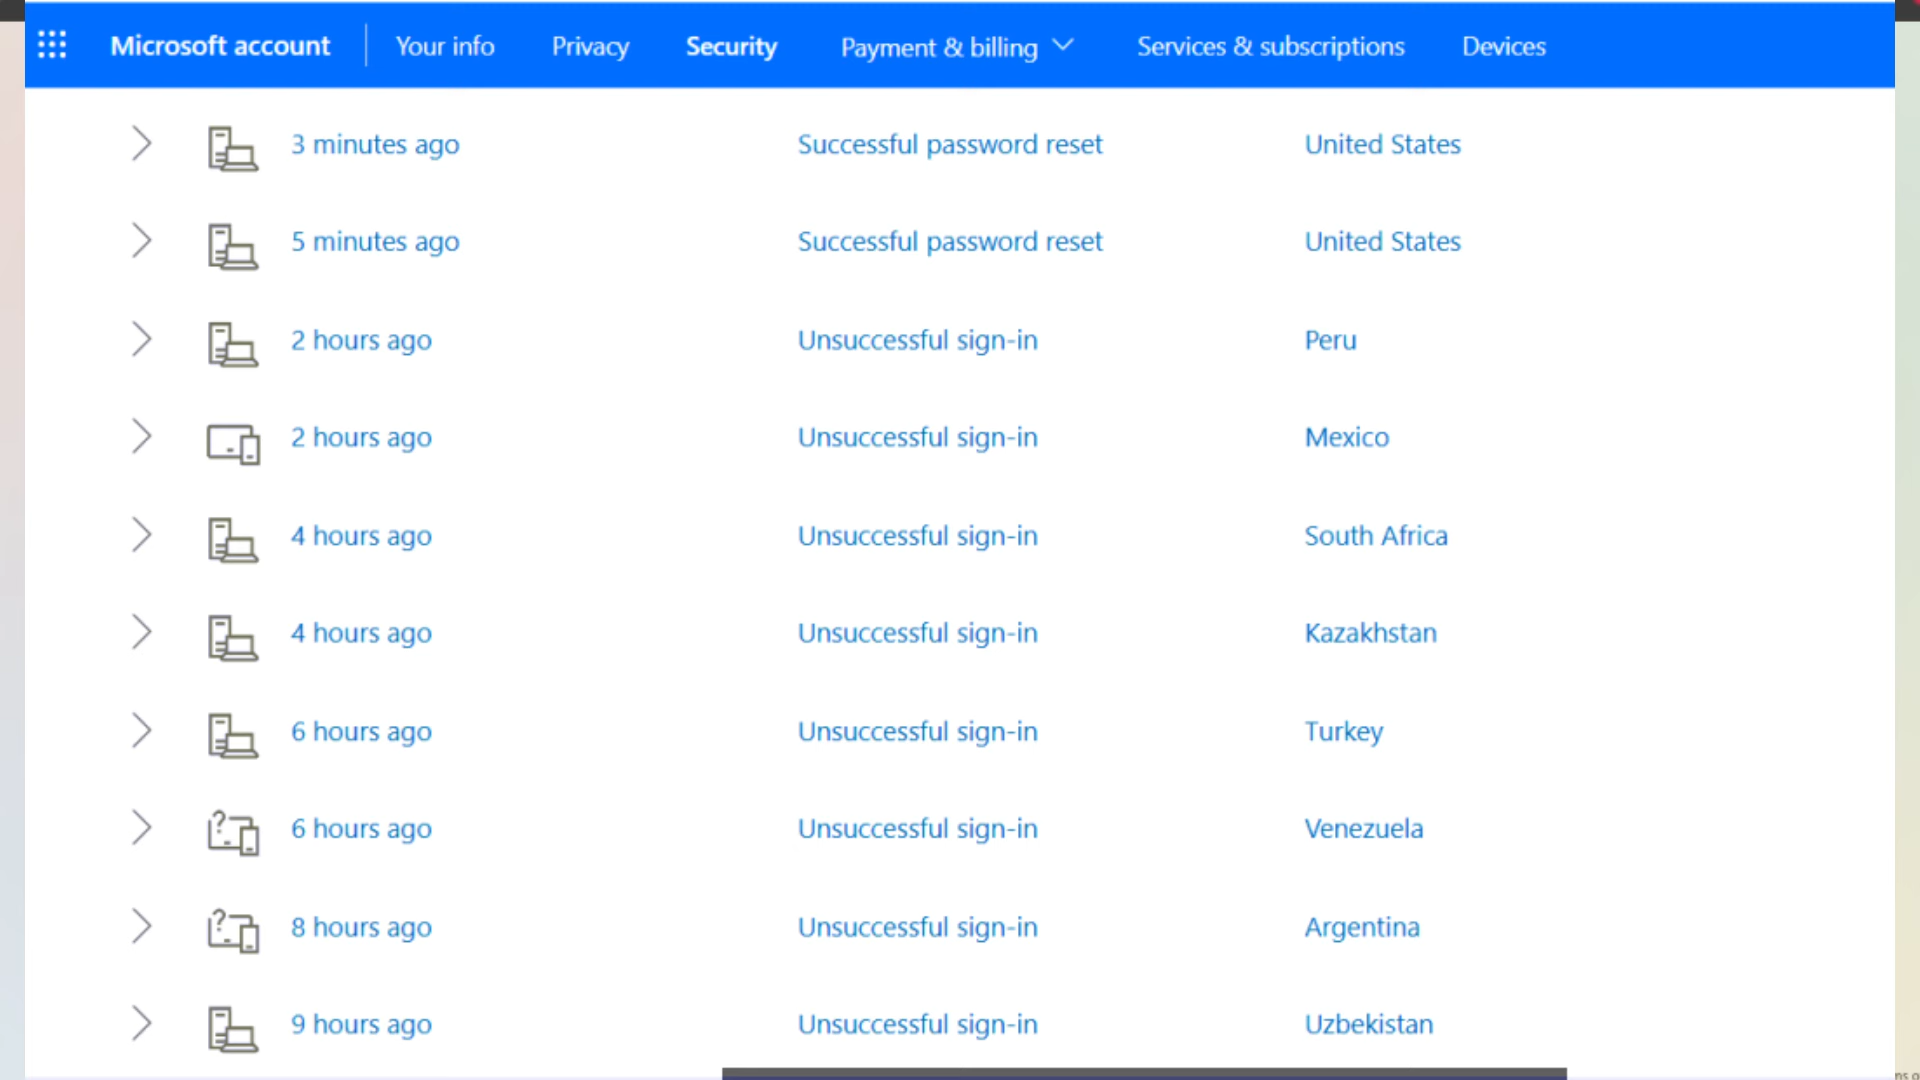 Microsoft account Your info Privacy Security Payment & billing Services & subscriptions Devices
3 minutes ago Successful password reset United States
5 minutes ago Successful password reset United States
2 hours ago Unsuccessful sign-in Peru
2 hours ago Unsuccessful sign-in Mexico
4 hours ago Unsuccessful sign-in South Africa
4 hours ago Unsuccessful sign-in Kazakhstan
6 hours ago Unsuccessful sign-in Turkey
6 hours ago Unsuccessful sign-in Venezuela
8 hours ago Unsuccessful sign-in Argentina
9 hours ago Unsuccessful sign-in Uzbekistan